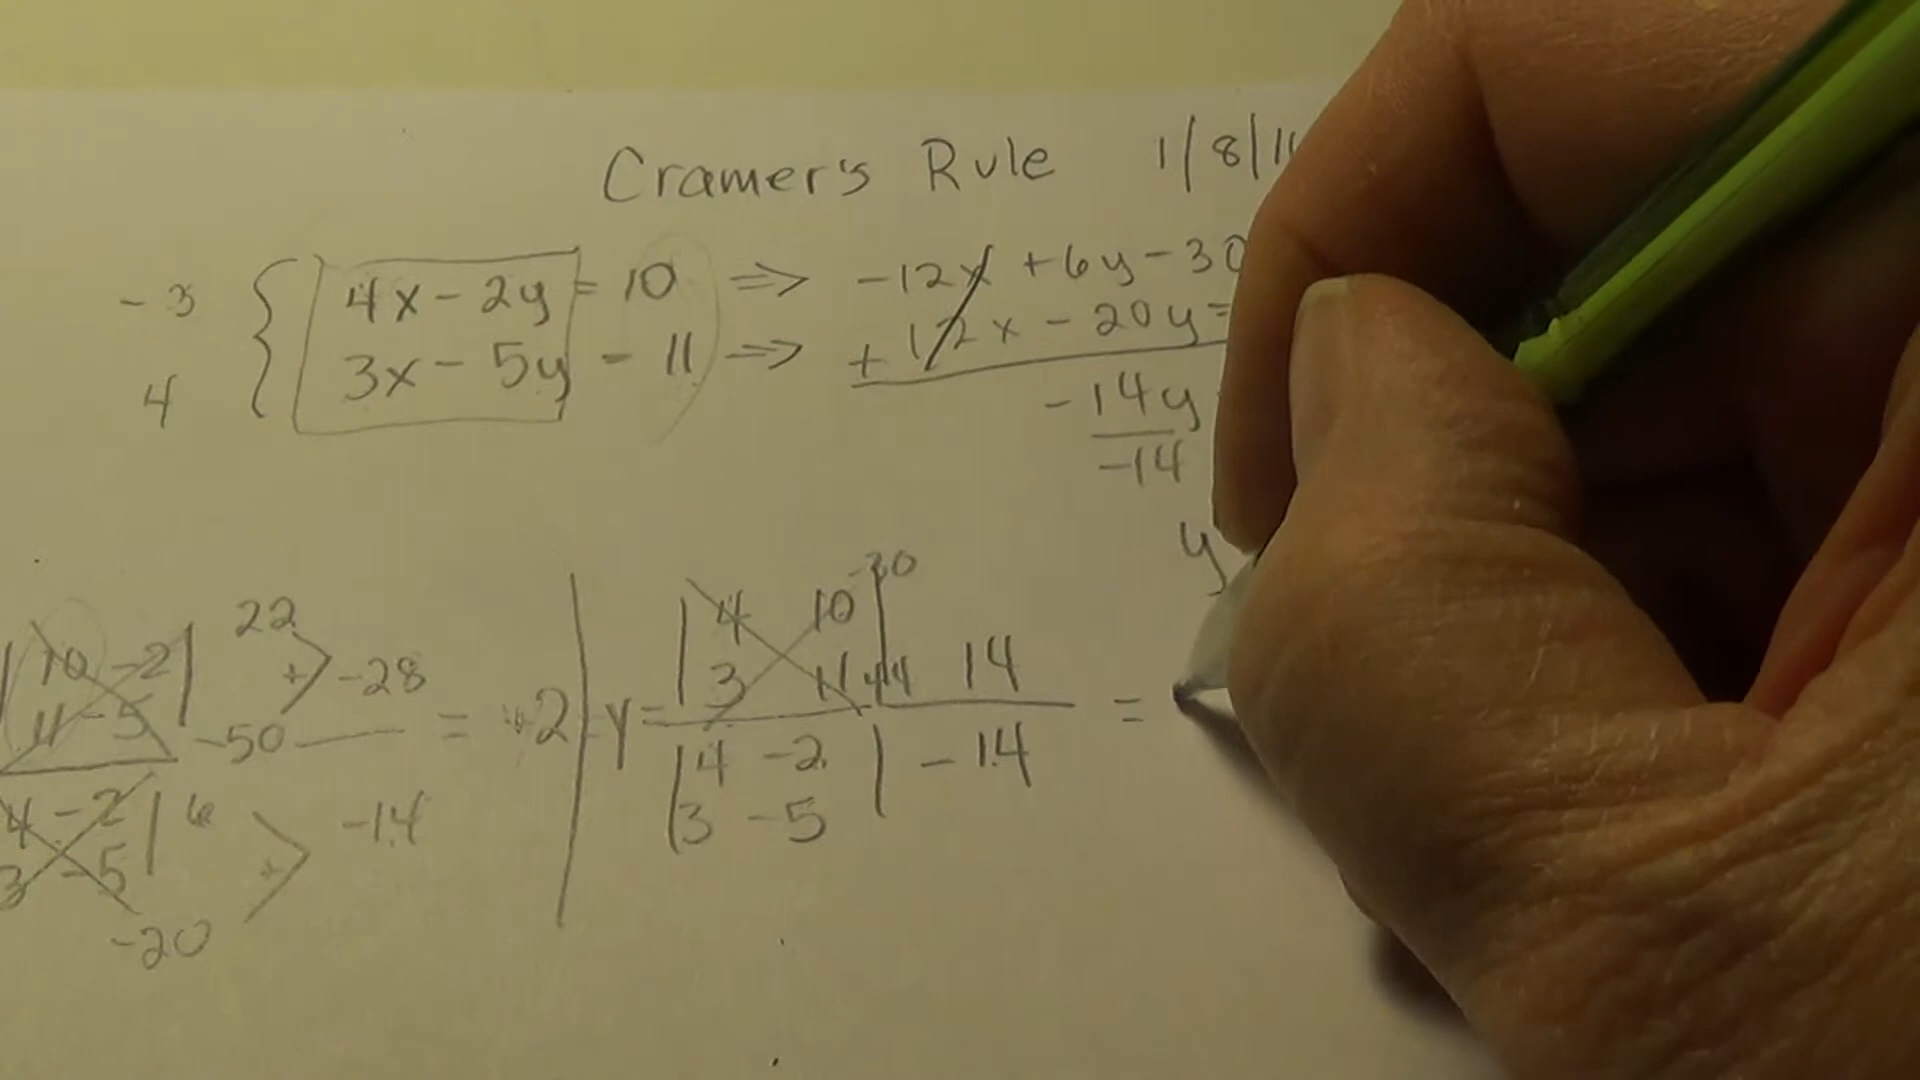 Cramer's Rule 1/8/11
-3 { 4x - 2y = 10 => -12x + 6y - 30
4 3x - 5y - 11 => + 12x - 20y =
-14y
-14
y
| 10 -2 | 22
11 -5 -50 + -28 = 2
4 -2 | 6
3 -5 + -14
-20
y = | 4 10 | -30
3 11 44 14 =
| 4 -2 | -14
3 -5